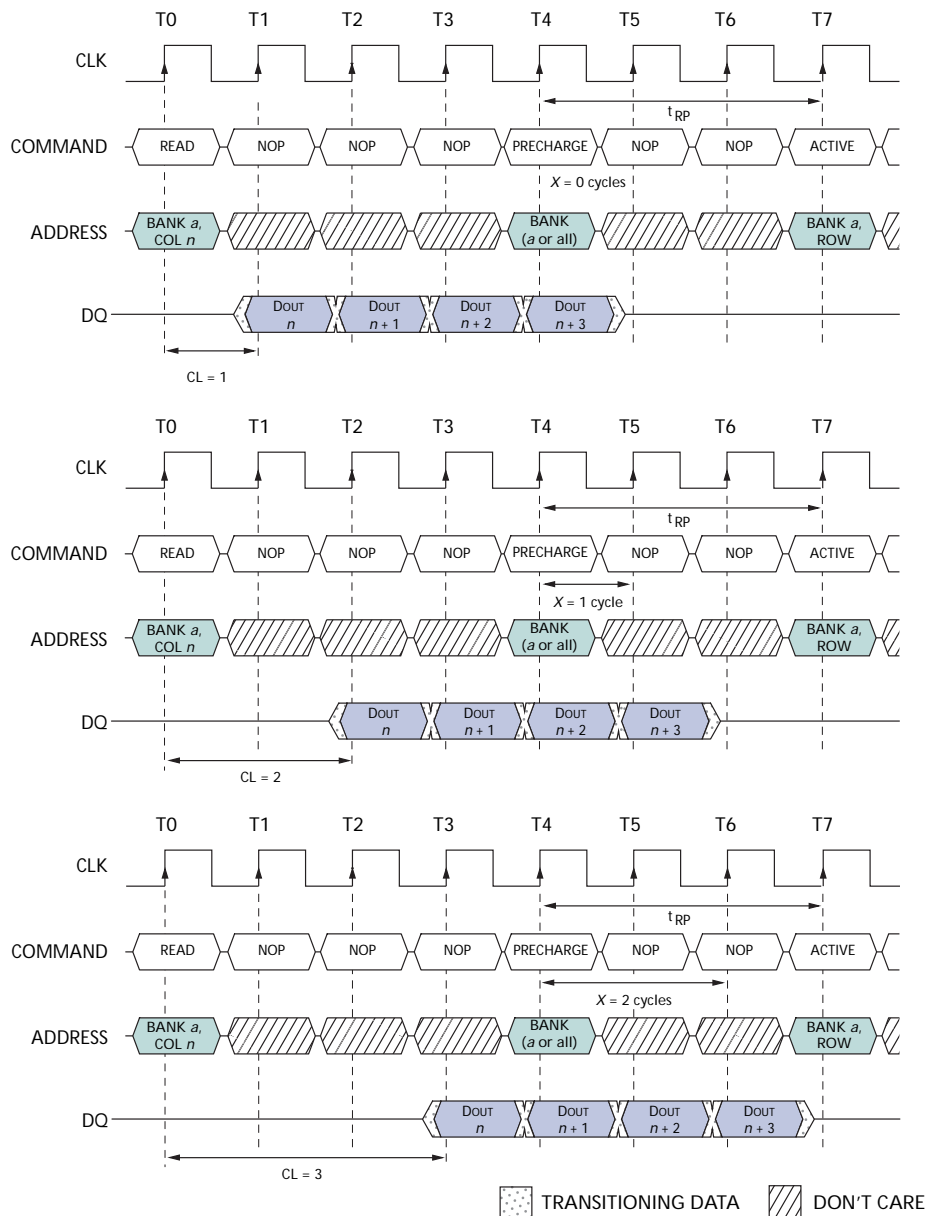 T0 T1 T2 T3 T4 T5 T6 T7
CLK
tRP
COMMAND READ NOP NOP NOP PRECHARGE NOP NOP ACTIVE
X = 0 cycles
ADDRESS BANK a, COL n BANK (a or all) BANK a, ROW
DQ DOUT n DOUT n + 1 DOUT n + 2 DOUT n + 3
CL = 1
T0 T1 T2 T3 T4 T5 T6 T7
CLK
tRP
COMMAND READ NOP NOP NOP PRECHARGE NOP NOP ACTIVE
X = 1 cycle
ADDRESS BANK a, COL n BANK (a or all) BANK a, ROW
DQ DOUT n DOUT n + 1 DOUT n + 2 DOUT n + 3
CL = 2
T0 T1 T2 T3 T4 T5 T6 T7
CLK
tRP
COMMAND READ NOP NOP NOP PRECHARGE NOP NOP ACTIVE
X = 2 cycles
ADDRESS BANK a, COL n BANK (a or all) BANK a, ROW
DQ DOUT n DOUT n + 1 DOUT n + 2 DOUT n + 3
CL = 3
TRANSITIONING DATA DON'T CARE